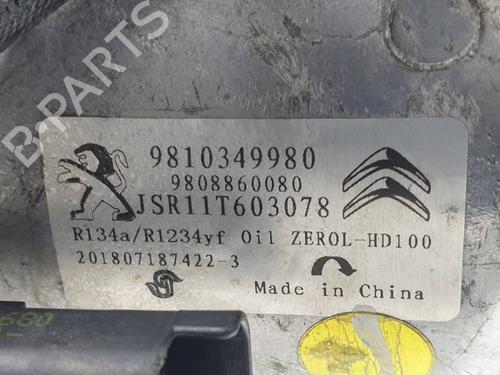 9810349980
9808860080
JSR11T603078
R134a/R1234yf Oil ZEROL-HD100
201807187422-3
Made in China
B-PARTS